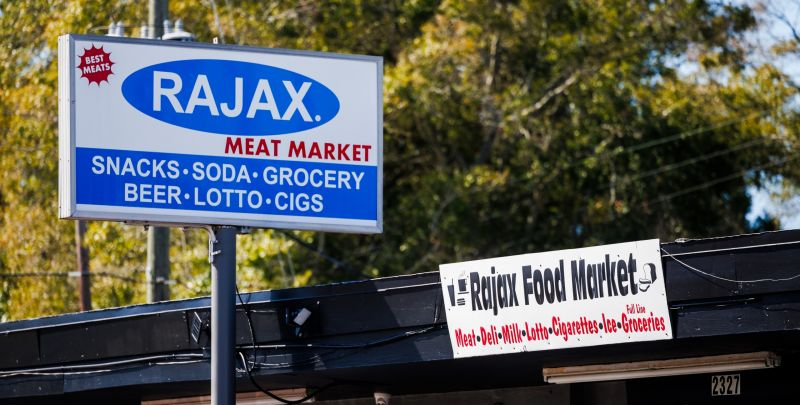 BEST
MEATS
RAJAX.
MEAT MARKET
SNACKS·SODA·GROCERY
BEER·LOTTO·CIGS
Rajax Food Market
Full Line
Meat•Deli•Milk•Lotto•Cigarettes•Ice•Groceries
2327